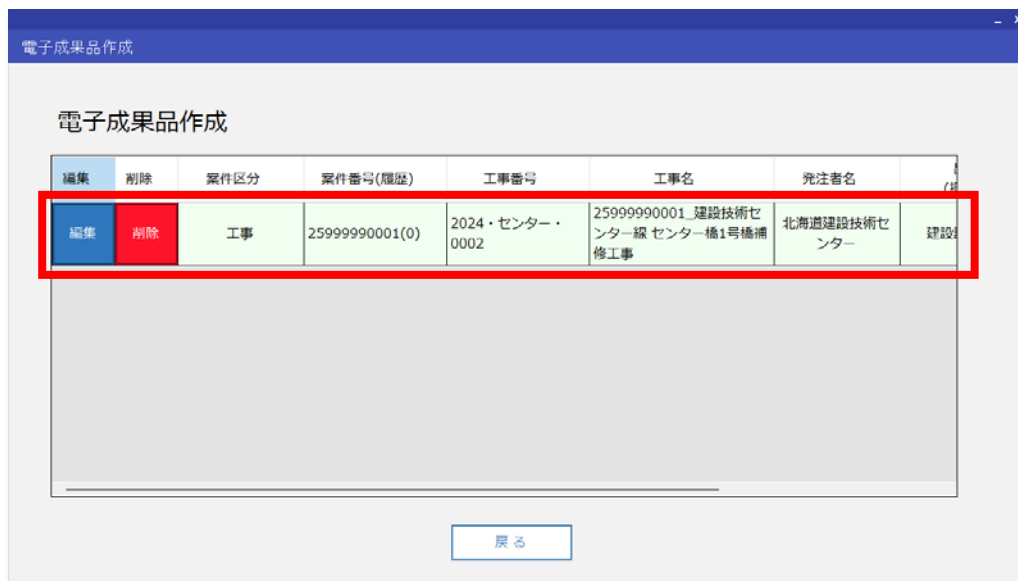 電子成果品作成
電子成果品作成
編集 削除 案件区分 案件番号(履歴) 工事番号 工事名 発注者名
編集 削除 工事 25999990001(0) 2024・センター・
0002 25999990001_建設技術セ
ンター線 センター橋1号橋補
修工事 北海道建設技術セ
ンター 建設
戻る